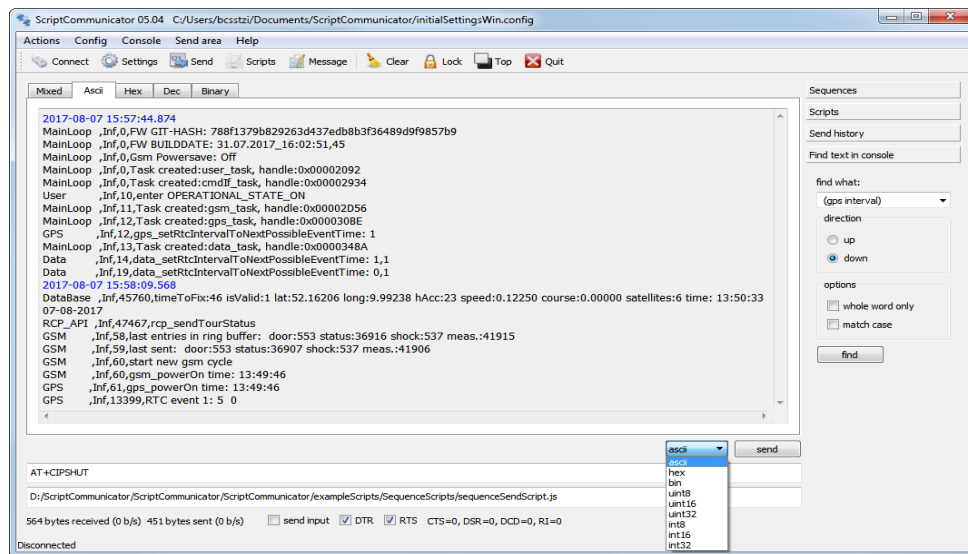 ScriptCommunicator 05.04 C:/Users/bcsstzi/Documents/ScriptCommunicator/initialSettingsWin.config
Actions Config Console Send area Help
Connect Settings Send Scripts Message Clear Lock Top Quit
Mixed Ascii Hex Dec Binary
2017-08-07 15:57:44.874
MainLoop ,Inf,0,FW GIT-HASH: 788f1379b829263d437edb8b3f36489d9f9857b9
MainLoop ,Inf,0,FW BUILDDATE: 31.07.2017_16:02:51,45
MainLoop ,Inf,0,Gsm Powersave: Off
MainLoop ,Inf,0,Task created:user_task, handle:0x00002092
MainLoop ,Inf,0,Task created:cmdIf_task, handle:0x00002934
User ,Inf,10,enter OPERATIONAL_STATE_ON
MainLoop ,Inf,11,Task created:gsm_task, handle:0x00002D56
MainLoop ,Inf,12,Task created:gps_task, handle:0x000030BE
GPS ,Inf,12,gps_setRtcIntervalToNextPossibleEventTime: 1
MainLoop ,Inf,13,Task created:data_task, handle:0x0000348A
Data ,Inf,14,data_setRtcIntervalToNextPossibleEventTime: 1,1
Data ,Inf,19,data_setRtcIntervalToNextPossibleEventTime: 0,1
2017-08-07 15:58:09.568
DataBase ,Inf,45760,timeToFix:46 isValid:1 lat:52.16206 long:9.99238 hAcc:23 speed:0.12250 course:0.00000 satellites:6 time: 13:50:33
07-08-2017
RCP_API ,Inf,47467,rcp_sendTourStatus
GSM ,Inf,58,last entries in ring buffer: door:553 status:36916 shock:537 meas.:41915
GSM ,Inf,59,last sent: door:553 status:36907 shock:537 meas.:41906
GSM ,Inf,60,start new gsm cycle
GSM ,Inf,60,gsm_powerOn time: 13:49:46
GPS ,Inf,61,gps_powerOn time: 13:49:46
GPS ,Inf,13399,RTC event 1: 5 0
Sequences
Scripts
Send history
Find text in console
find what:
(gps interval)
direction
up
down
options
whole word only
match case
find
ascii
send
ascii
hex
bin
uint8
uint16
uint32
int8
int16
int32
AT+CIPSHUT
D:/ScriptCommunicator/ScriptCommunicator/ScriptCommunicator/exampleScripts/SequenceScripts/sequenceSendScript.js
564 bytes received (0 b/s) 451 bytes sent (0 b/s) send input DTR RTS CTS=0, DSR=0, DCD=0, RI=0
Disconnected